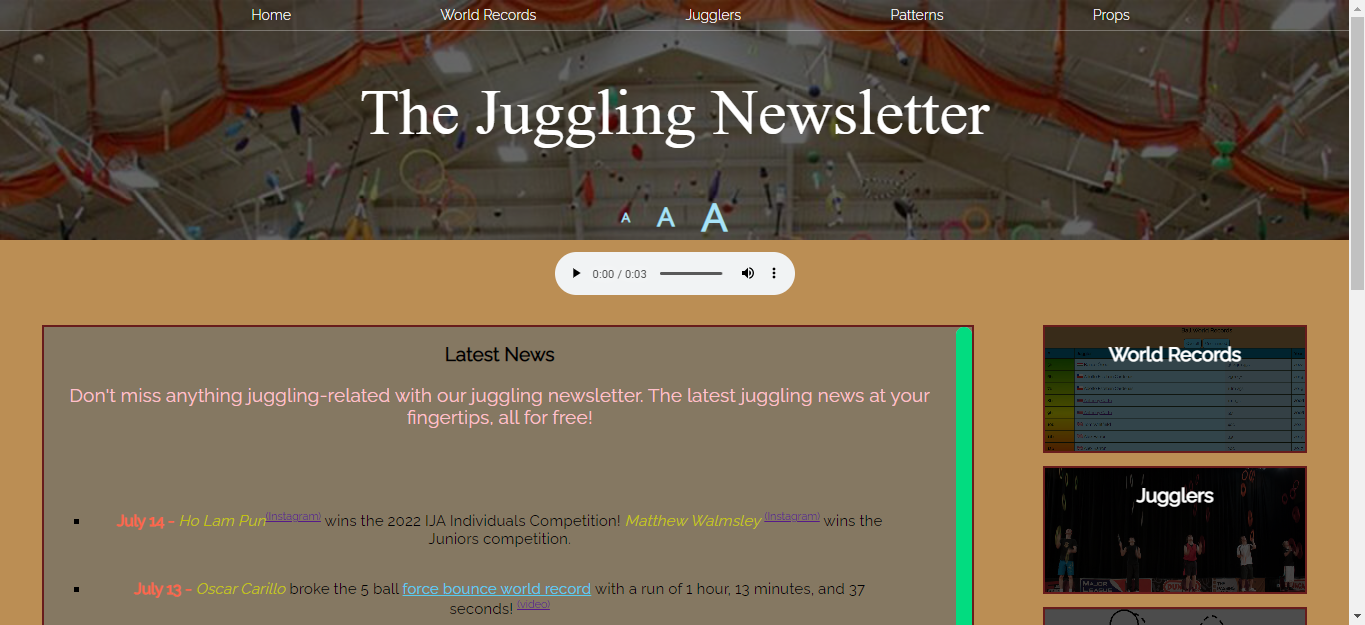 Home World Records Jugglers Patterns Props
The Juggling Newsletter
A A A
0:00 / 0:03
Latest News
Don't miss anything juggling-related with our juggling newsletter. The latest juggling news at your
fingertips, all for free!
July 14 - Ho Lam Pun(Instagram) wins the 2022 IJA Individuals Competition! Matthew Walmsley (Instagram) wins the
Juniors competition.
July 13 - Oscar Carillo broke the 5 ball force bounce world record with a run of 1 hour, 13 minutes, and 37
seconds! (video)
Ball World Records
World Records
Jugglers